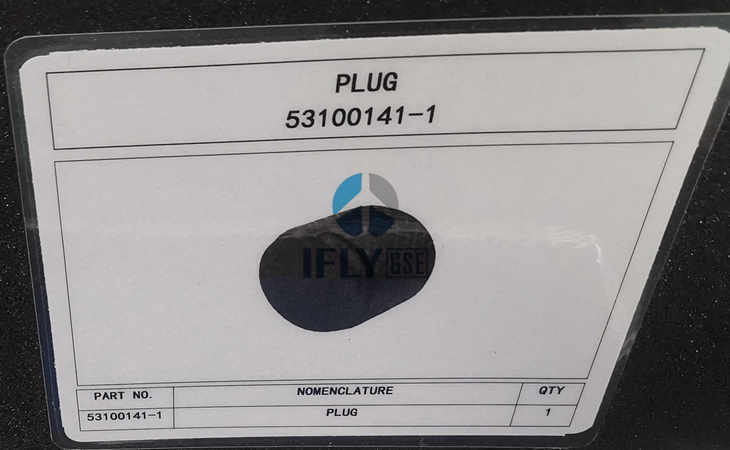 PLUG
53100141-1
IFLY GSE
PART NO. NOMENCLATURE QTY
53100141-1 PLUG 1